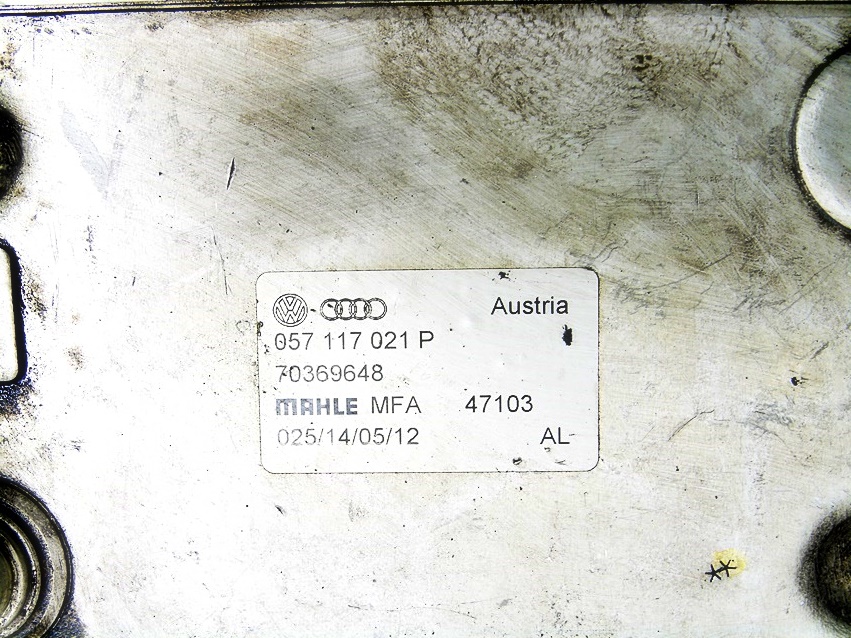 Austria
057 117 021 P
70369648
MAHLE MFA 47103
025/14/05/12 AL